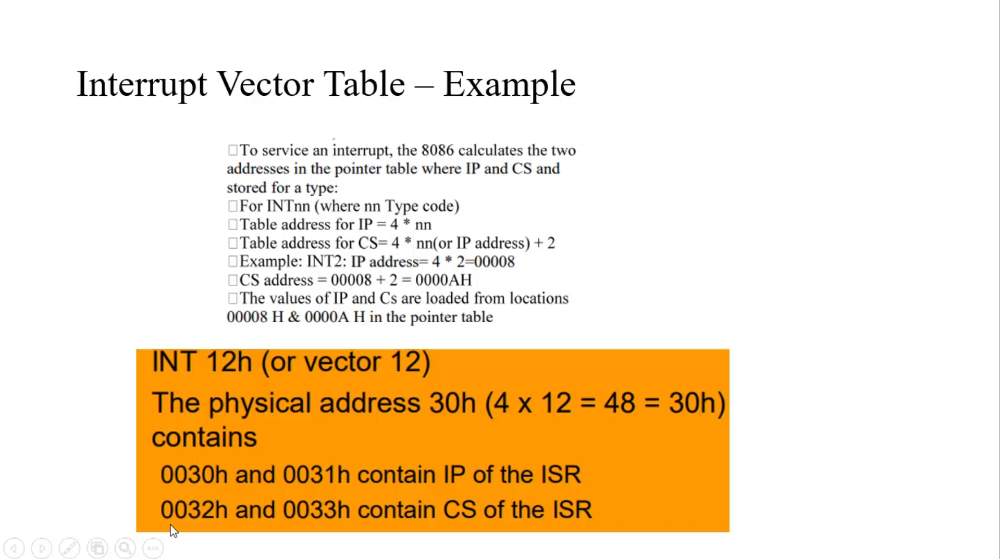 Interrupt Vector Table – Example
□To service an interrupt, the 8086 calculates the two
addresses in the pointer table where IP and CS and
stored for a type:
□For INTnn (where nn Type code)
□Table address for IP = 4 * nn
□Table address for CS= 4 * nn(or IP address) + 2
□Example: INT2: IP address= 4 * 2=00008
□CS address = 00008 + 2 = 0000AH
□The values of IP and Cs are loaded from locations
00008 H & 0000A H in the pointer table
INT 12h (or vector 12)
The physical address 30h (4 x 12 = 48 = 30h)
contains
0030h and 0031h contain IP of the ISR
0032h and 0033h contain CS of the ISR